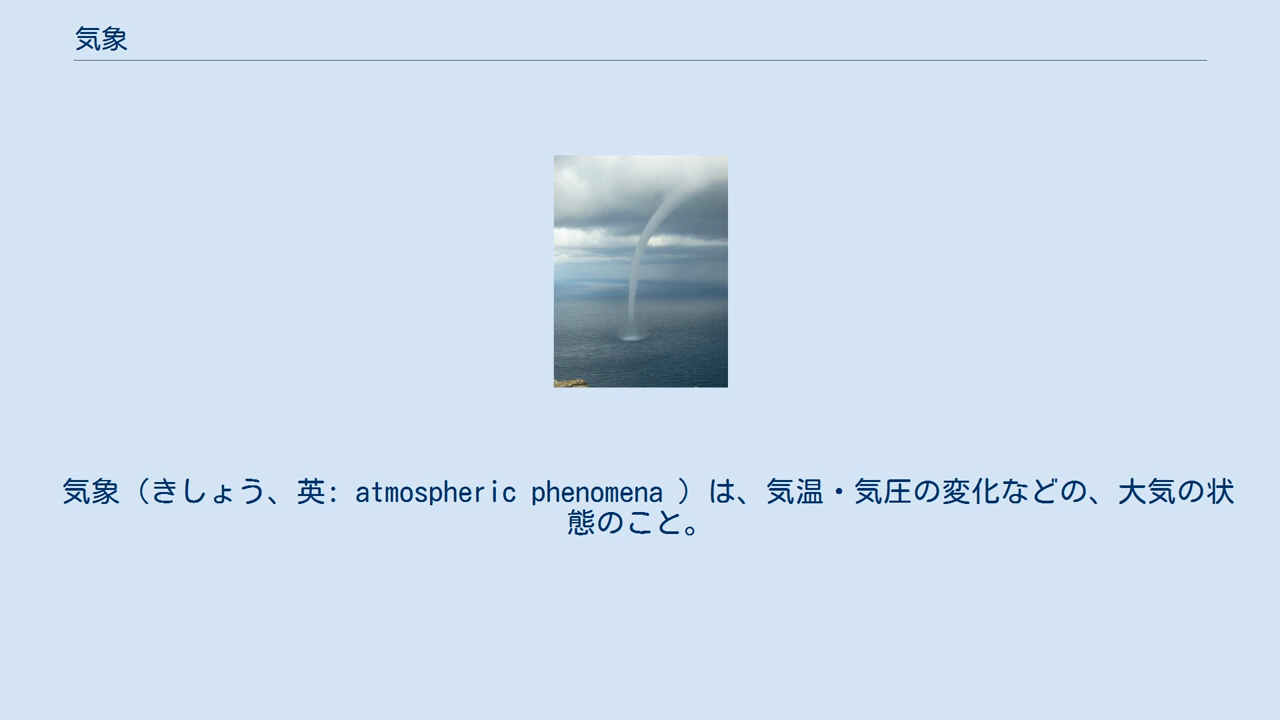 気象
気象（きしょう、英: atmospheric phenomena ）は、気温・気圧の変化などの、大気の状
態のこと。